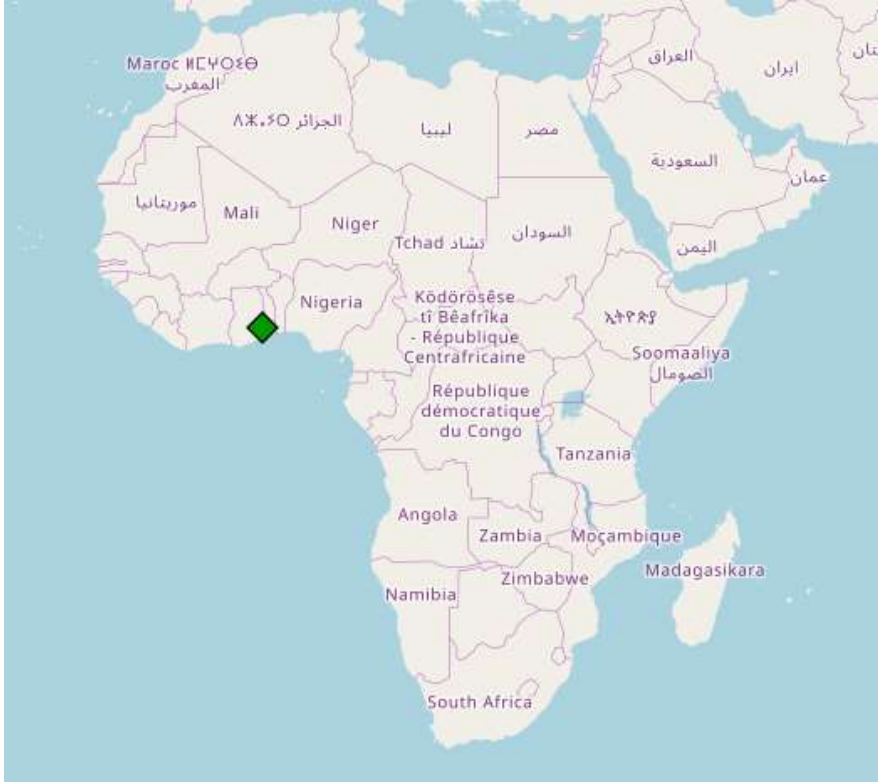 Maroc ⵍⵎⵖⵔⵉⴱ
المغرب
العراق
ایران
ⴷⵣⴰⵢⵔ الجزائر
ليبيا
مصر
السعودية
عمان
موريتانيا
Mali
Niger
Tchad تشاد
السودان
اليمن
Nigeria
Ködörösêse
tî Bêafrîka
- République
Centrafricaine
ኢትዮጵያ
Soomaaliya
الصومال
République
démocratique
du Congo
Tanzania
Angola
Zambia
Moçambique
Zimbabwe
Madagasikara
Namibia
South Africa